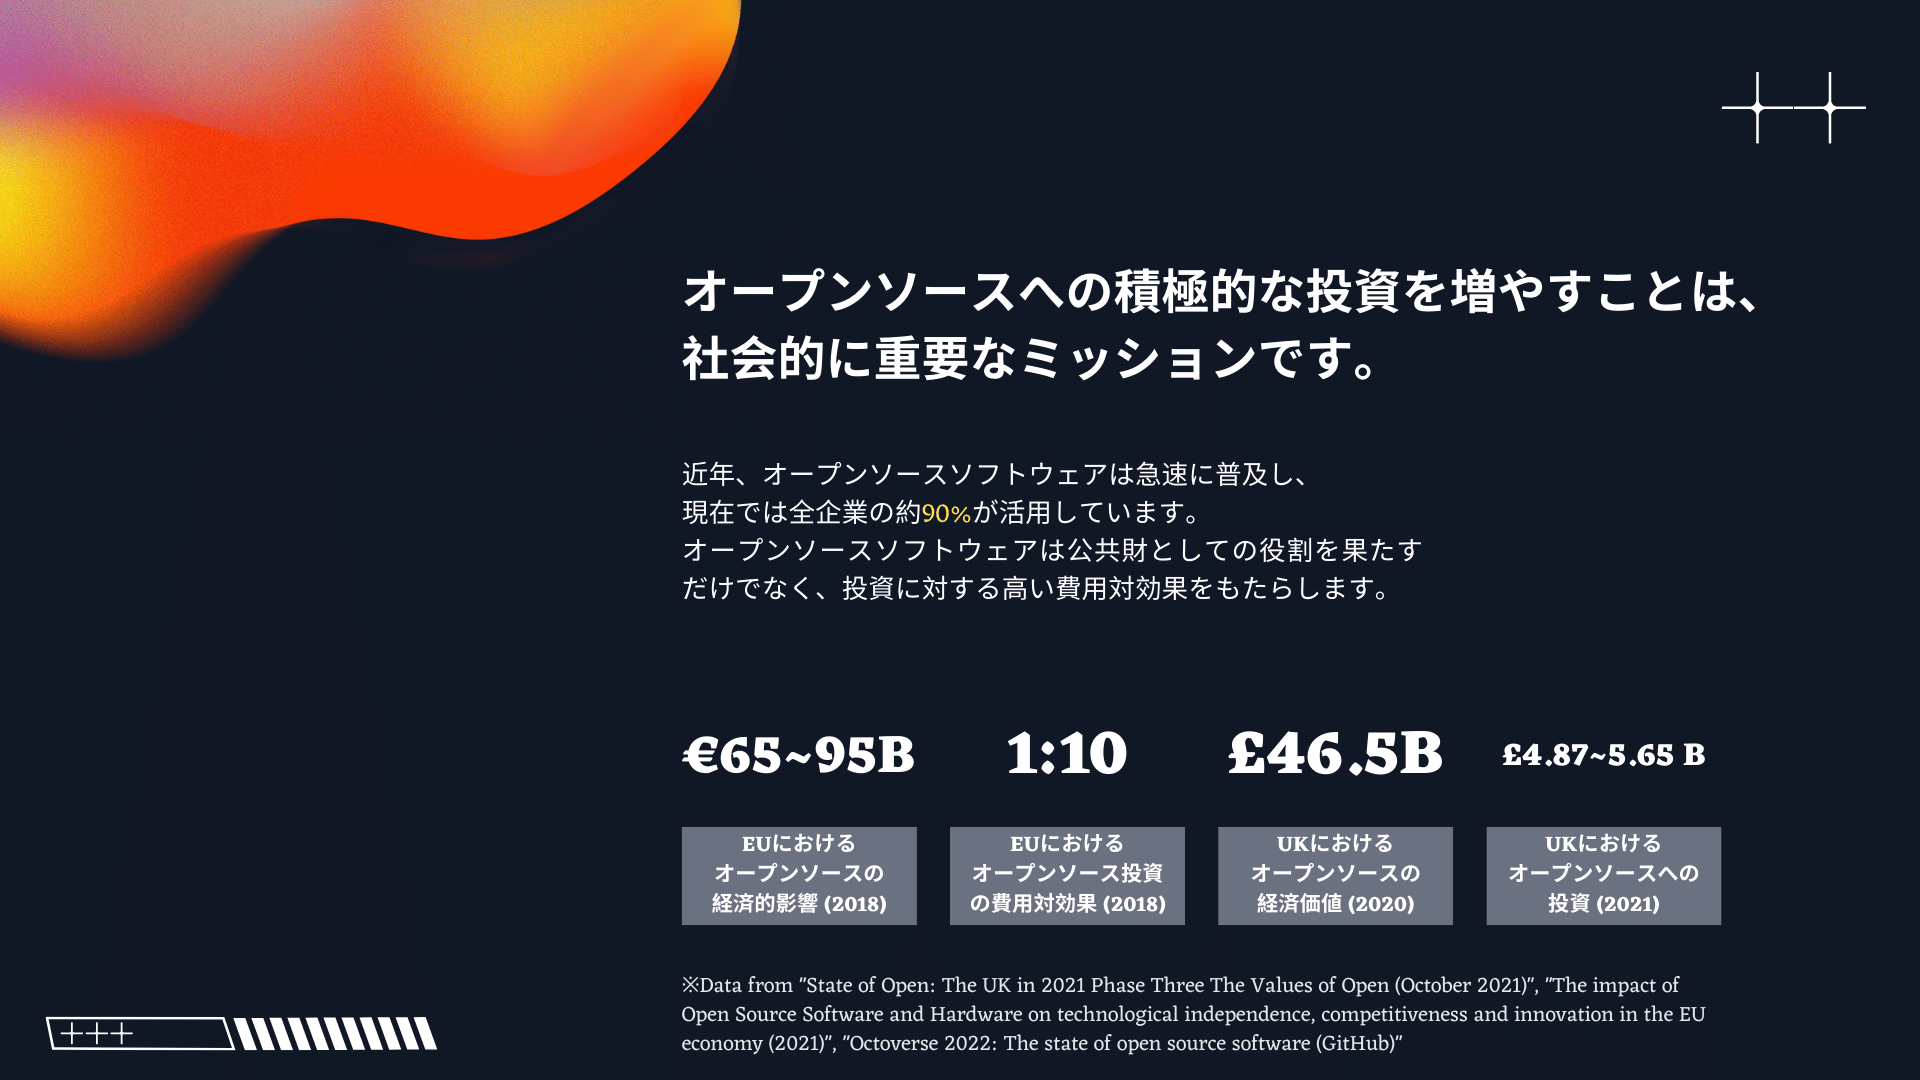 オープンソースへの積極的な投資を増やすことは、
社会的に重要なミッションです。
近年、オープンソースソフトウェアは急速に普及し、
現在では全企業の約90%が活用しています。
オープンソースソフトウェアは公共財としての役割を果たす
だけでなく、投資に対する高い費用対効果をもたらします。
€65~95B
EUにおける
オープンソースの
経済的影響 (2018)
1:10
EUにおける
オープンソース投資
の費用対効果 (2018)
£46.5B
UKにおける
オープンソースの
経済価値 (2020)
£4.87~5.65 B
UKにおける
オープンソースへの
投資 (2021)
※Data from "State of Open: The UK in 2021 Phase Three The Values of Open (October 2021)", "The impact of
Open Source Software and Hardware on technological independence, competitiveness and innovation in the EU
economy (2021)", "Octoverse 2022: The state of open source software (GitHub)"